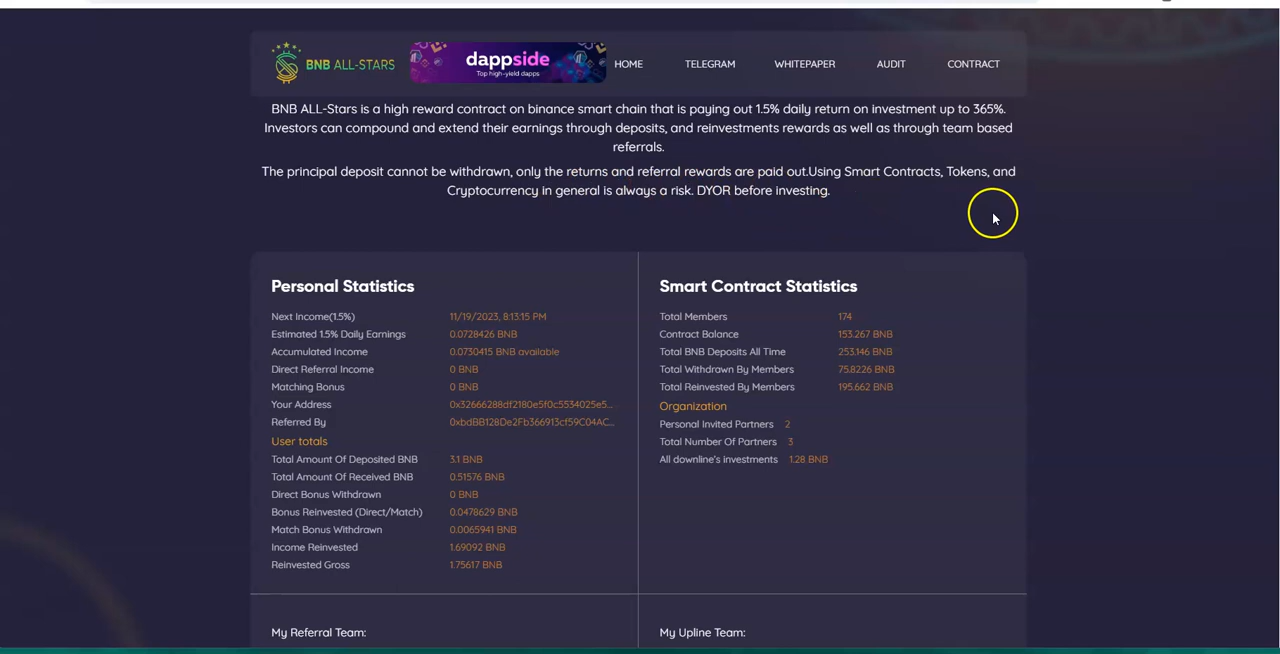 BNB ALL-STARS
dappside
Top high-yield dapps
HOME TELEGRAM WHITEPAPER AUDIT CONTRACT
BNB ALL-Stars is a high reward contract on binance smart chain that is paying out 1.5% daily return on investment up to 365%.
Investors can compound and extend their earnings through deposits, and reinvestments rewards as well as through team based
referrals.
The principal deposit cannot be withdrawn, only the returns and referral rewards are paid out.Using Smart Contracts, Tokens, and
Cryptocurrency in general is always a risk. DYOR before investing.
Personal Statistics
Next Income(1.5%) 11/19/2023, 8:13:15 PM
Estimated 1.5% Daily Earnings 0.0728426 BNB
Accumulated Income 0.0730415 BNB available
Direct Referral Income 0 BNB
Matching Bonus 0 BNB
Your Address 0x32666288df2180e5f0c5534025e5...
Referred By 0xbdBB128De2Fb366913cf59C04AC...
User totals
Total Amount Of Deposited BNB 3.1 BNB
Total Amount Of Received BNB 0.51576 BNB
Direct Bonus Withdrawn 0 BNB
Bonus Reinvested (Direct/Match) 0.0478629 BNB
Match Bonus Withdrawn 0.0065941 BNB
Income Reinvested 1.69092 BNB
Reinvested Gross 1.75617 BNB
Smart Contract Statistics
Total Members 174
Contract Balance 153.267 BNB
Total BNB Deposits All Time 253.146 BNB
Total Withdrawn By Members 75.8226 BNB
Total Reinvested By Members 195.662 BNB
Organization
Personal Invited Partners 2
Total Number Of Partners 3
All downline's investments 1.28 BNB
My Referral Team:
My Upline Team: